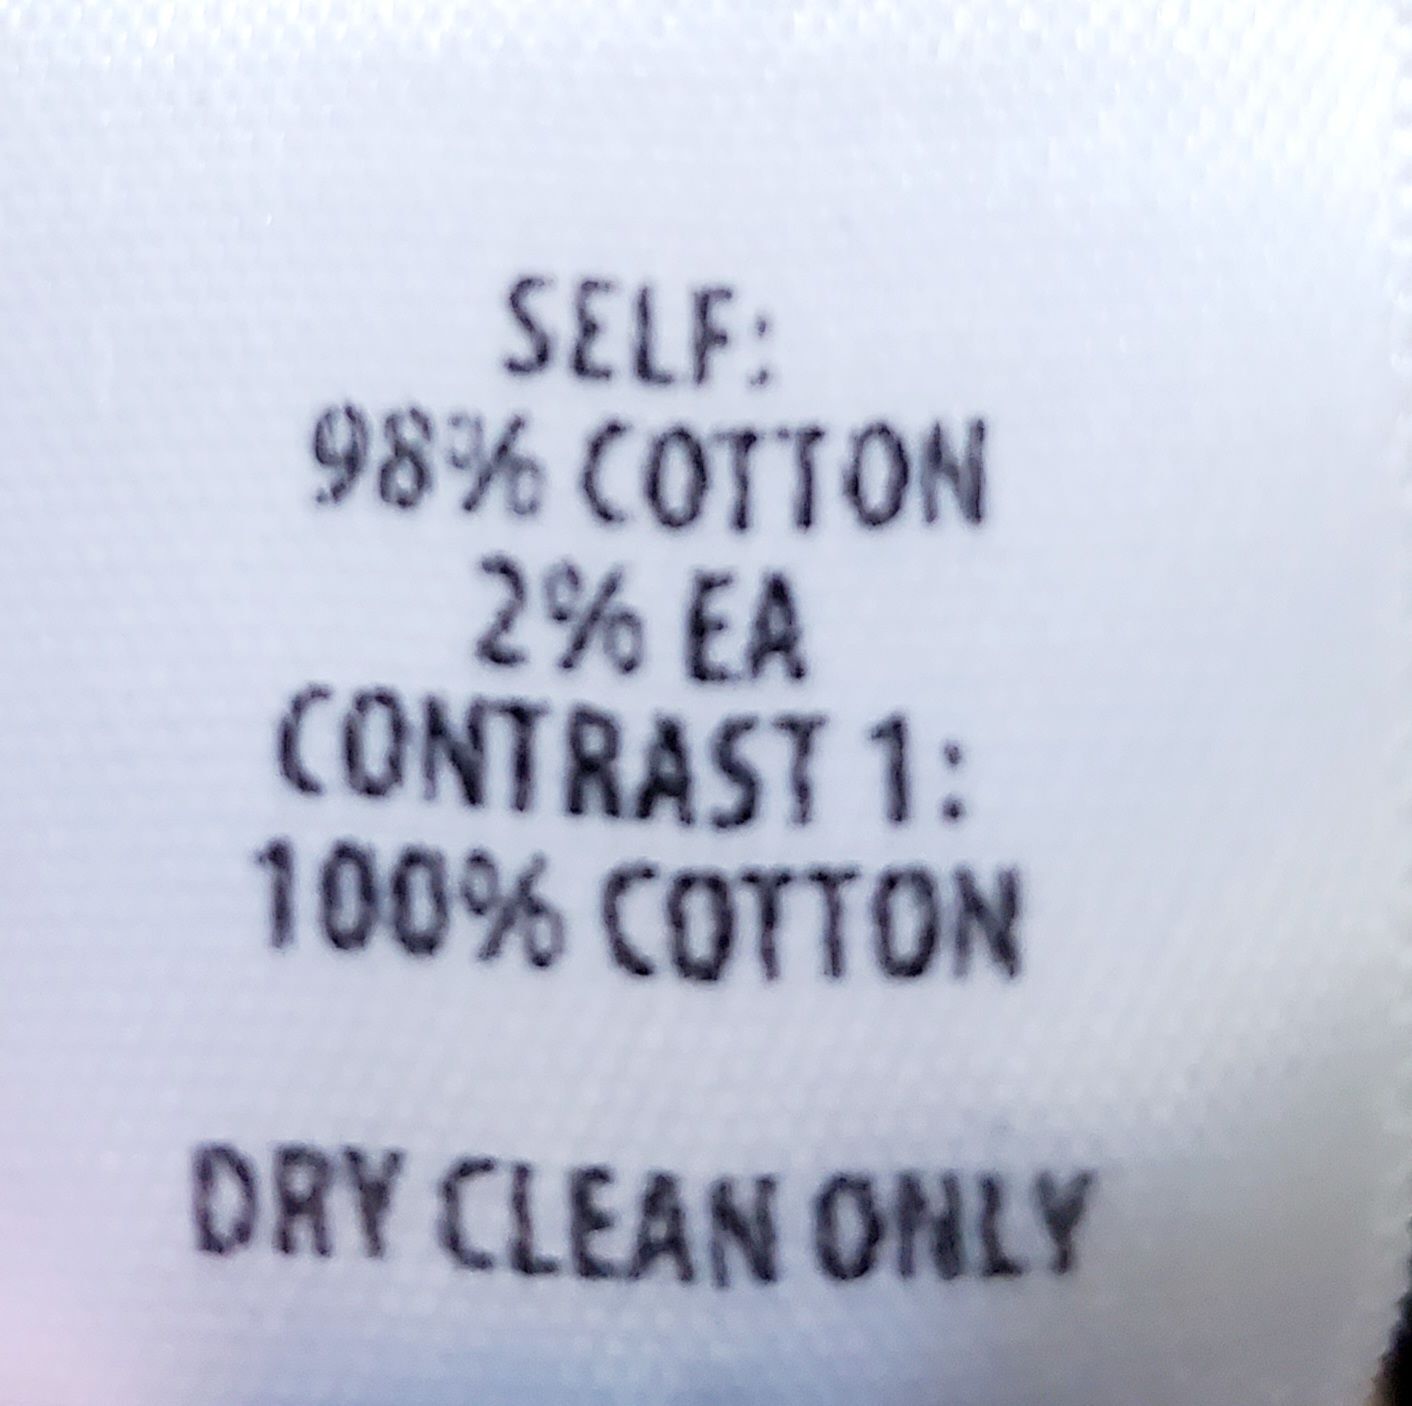 SELF:
98% COTTON
2% EA
CONTRAST 1:
100% COTTON
DRY CLEAN ONLY